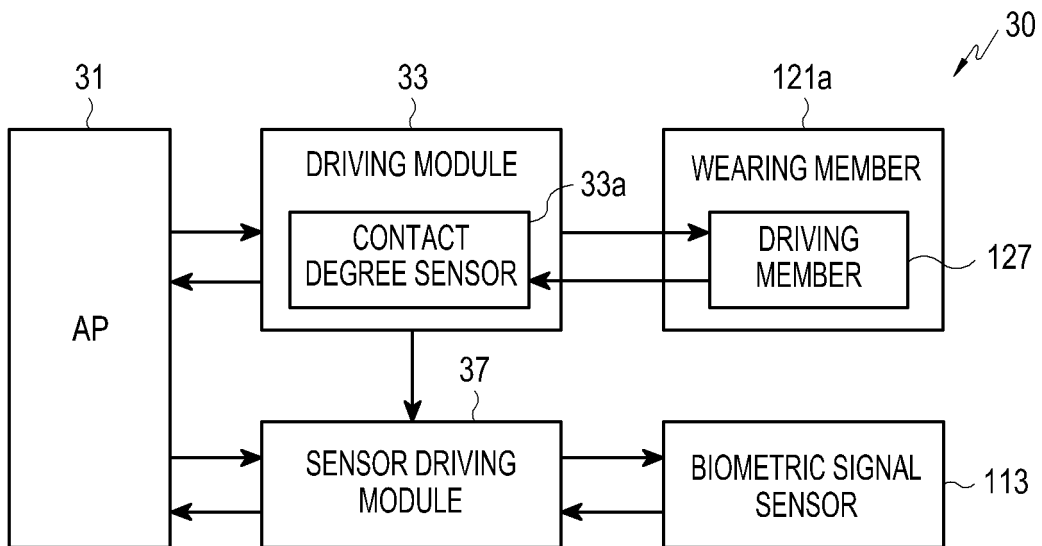 30
31
33
121a
DRIVING MODULE
33a
CONTACT
DEGREE SENSOR
WEARING MEMBER
DRIVING
MEMBER
127
AP
37
SENSOR DRIVING
MODULE
BIOMETRIC SIGNAL
SENSOR
113